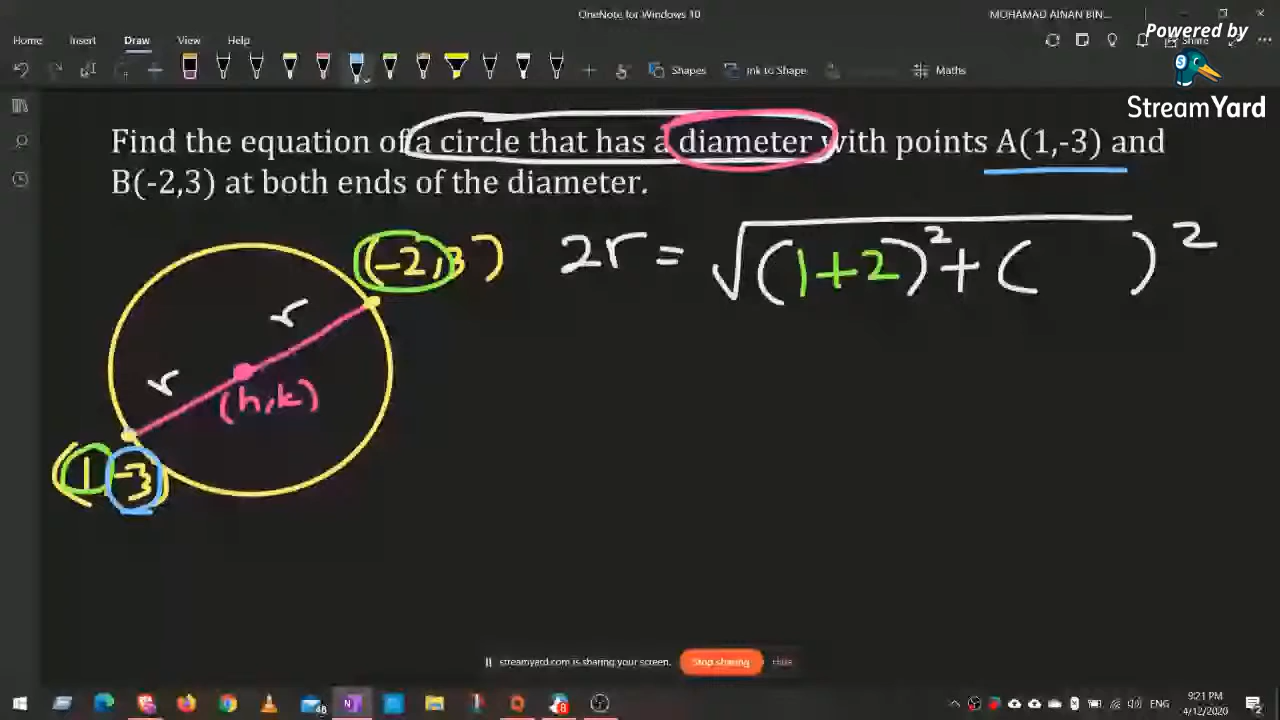 OneNote for Windows 10
MOHAMAD AINAN BIN...
Powered by
StreamYard
Home Insert Draw View Help
Share
Shapes Ink to Shape Maths
Find the equation of a circle that has a diameter with points A(1,-3) and
B(-2,3) at both ends of the diameter.
(-2,3)
2r = √(1+2)²+( )²
r
r
(h,k)
(1,-3)
streamyard.com is sharing your screen. Stop sharing Hide
48
8
ENG
9:21 PM
4/12/2020